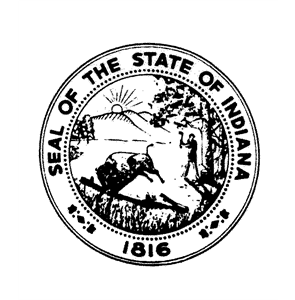 SEAL OF THE STATE OF INDIANA
1816